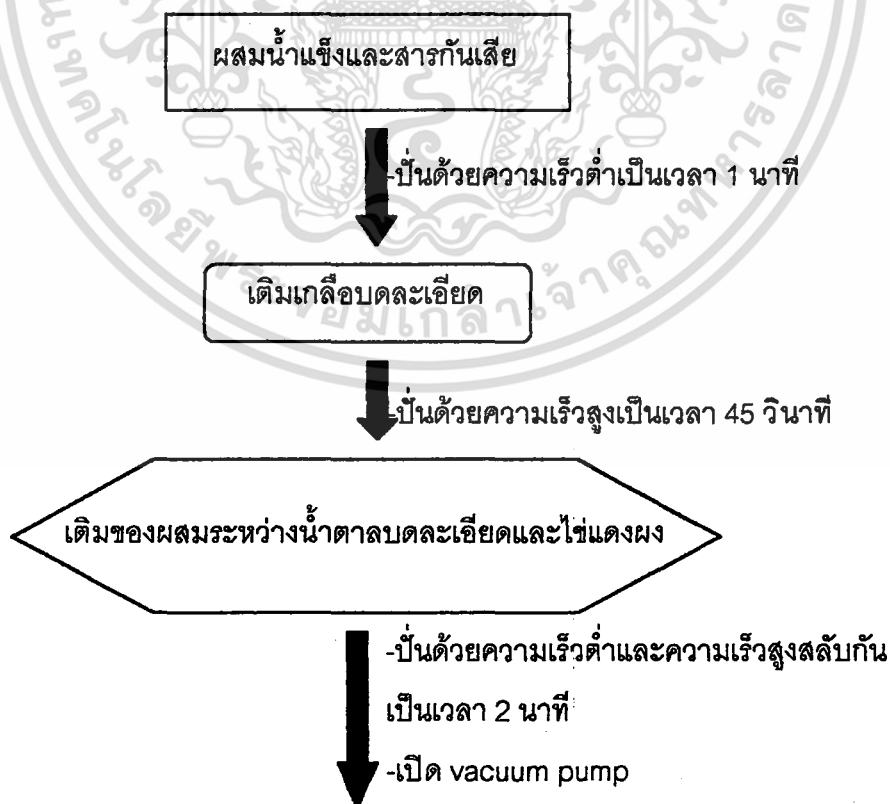 ผสมน้ำแข็งและสารกันเสีย
-ปั่นด้วยความเร็วต่ำเป็นเวลา 1 นาที
เติมเกลือบดละเอียด
-ปั่นด้วยความเร็วสูงเป็นเวลา 45 วินาที
เติมของผสมระหว่างน้ำตาลบดละเอียดและไข่แดงผง
-ปั่นด้วยความเร็วต่ำและความเร็วสูงสลับกัน
เป็นเวลา 2 นาที
-เปิด vacuum pump